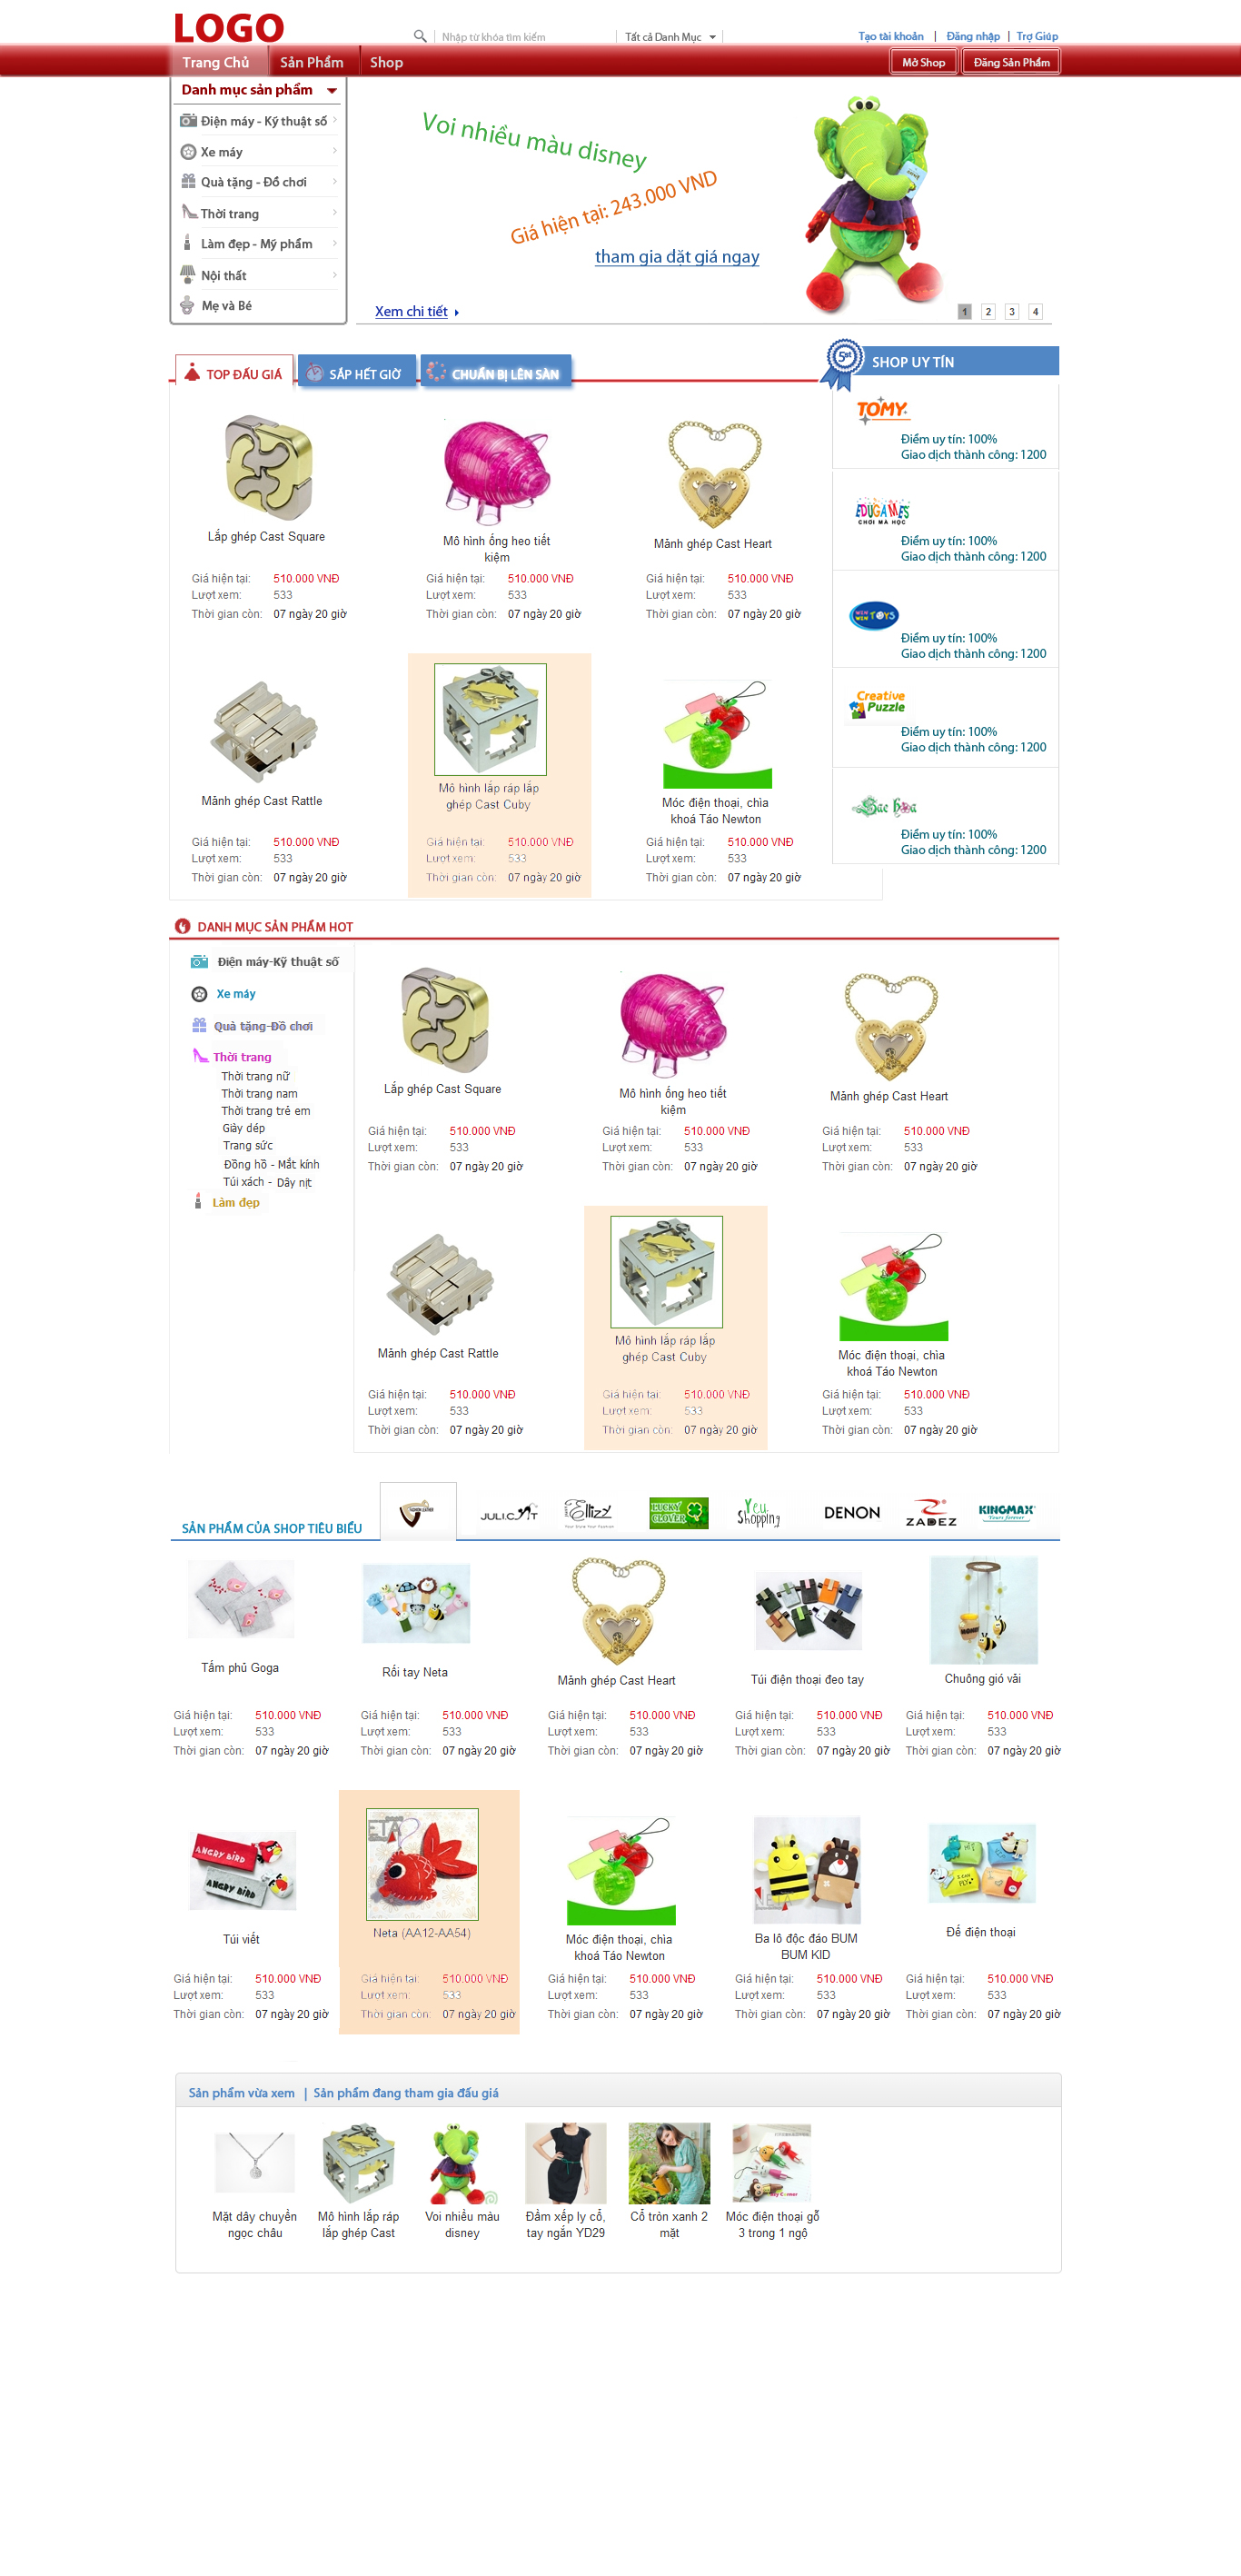 LOGO
Nhập từ khóa tìm kiếm
Tất cả Danh Mục
Tạo tài khoản | Đăng nhập | Trợ Giúp
Trang Chủ
Sản Phẩm
Shop
Mở Shop
Đăng Sản Phẩm
Danh mục sản phẩm
Điện máy - Kỹ thuật số
Xe máy
Quà tặng - Đồ chơi
Thời trang
Làm đẹp - Mỹ phẩm
Nội thất
Mẹ và Bé
Voi nhiều màu disney
Giá hiện tại: 243.000 VND
tham gia dặt giá ngay
Xem chi tiết
1 2 3 4
TOP ĐẤU GIÁ
SẮP HẾT GIỜ
CHUẨN BỊ LÊN SÀN
5st
SHOP UY TÍN
TOMY
Điểm uy tín: 100%
Giao dịch thành công: 1200
EDUGAMES
CHƠI MÀ HỌC
Điểm uy tín: 100%
Giao dịch thành công: 1200
WIN WIN TOYS
Điểm uy tín: 100%
Giao dịch thành công: 1200
Creative
Puzzle
Điểm uy tín: 100%
Giao dịch thành công: 1200
Sac hoa
Điểm uy tín: 100%
Giao dịch thành công: 1200
Lắp ghép Cast Square
Giá hiện tại: 510.000 VNĐ
Lượt xem: 533
Thời gian còn: 07 ngày 20 giờ
Mô hình ống heo tiết
kiệm
Giá hiện tại: 510.000 VNĐ
Lượt xem: 533
Thời gian còn: 07 ngày 20 giờ
Mảnh ghép Cast Heart
Giá hiện tại: 510.000 VNĐ
Lượt xem: 533
Thời gian còn: 07 ngày 20 giờ
Mảnh ghép Cast Rattle
Giá hiện tại: 510.000 VNĐ
Lượt xem: 533
Thời gian còn: 07 ngày 20 giờ
Mô hình lắp ráp lắp
ghép Cast Cuby
Giá hiện tại: 510.000 VNĐ
Lượt xem: 533
Thời gian còn: 07 ngày 20 giờ
Móc điện thoại, chìa
khoá Táo Newton
Giá hiện tại: 510.000 VNĐ
Lượt xem: 533
Thời gian còn: 07 ngày 20 giờ
DANH MỤC SẢN PHẨM HOT
Điện máy-Kỹ thuật số
Xe máy
Quà tặng-Đồ chơi
Thời trang
Thời trang nữ
Thời trang nam
Thời trang trẻ em
Giày dép
Trang sức
Đồng hồ - Mắt kính
Túi xách - Dây nịt
Làm đẹp
Lắp ghép Cast Square
Giá hiện tại: 510.000 VNĐ
Lượt xem: 533
Thời gian còn: 07 ngày 20 giờ
Mô hình ống heo tiết
kiệm
Giá hiện tại: 510.000 VNĐ
Lượt xem: 533
Thời gian còn: 07 ngày 20 giờ
Mảnh ghép Cast Heart
Giá hiện tại: 510.000 VNĐ
Lượt xem: 533
Thời gian còn: 07 ngày 20 giờ
Mảnh ghép Cast Rattle
Giá hiện tại: 510.000 VNĐ
Lượt xem: 533
Thời gian còn: 07 ngày 20 giờ
Mô hình lắp ráp lắp
ghép Cast Cuby
Giá hiện tại: 510.000 VNĐ
Lượt xem: 533
Thời gian còn: 07 ngày 20 giờ
Móc điện thoại, chìa
khoá Táo Newton
Giá hiện tại: 510.000 VNĐ
Lượt xem: 533
Thời gian còn: 07 ngày 20 giờ
SẢN PHẨM CỦA SHOP TIÊU BIỂU
JULICAT
Ellizz
LUCKY
CLOVER
Yêu
Shopping
DENON
ZADEZ
KINGMAX
Yours forever
Tấm phủ Goga
Giá hiện tại: 510.000 VNĐ
Lượt xem: 533
Thời gian còn: 07 ngày 20 giờ
Rối tay Neta
Giá hiện tại: 510.000 VNĐ
Lượt xem: 533
Thời gian còn: 07 ngày 20 giờ
Mảnh ghép Cast Heart
Giá hiện tại: 510.000 VNĐ
Lượt xem: 533
Thời gian còn: 07 ngày 20 giờ
Túi điện thoại đeo tay
Giá hiện tại: 510.000 VNĐ
Lượt xem: 533
Thời gian còn: 07 ngày 20 giờ
Chuông gió vải
Giá hiện tại: 510.000 VNĐ
Lượt xem: 533
Thời gian còn: 07 ngày 20 giờ
ANGRY BIRD
ANGRY BIRD
Túi viết
Giá hiện tại: 510.000 VNĐ
Lượt xem: 533
Thời gian còn: 07 ngày 20 giờ
ETA
Neta (AA12-AA54)
Giá hiện tại: 510.000 VNĐ
Lượt xem: 533
Thời gian còn: 07 ngày 20 giờ
Móc điện thoại, chìa
khoá Táo Newton
Giá hiện tại: 510.000 VNĐ
Lượt xem: 533
Thời gian còn: 07 ngày 20 giờ
NETA
Ba lô độc đáo BUM
BUM KID
Giá hiện tại: 510.000 VNĐ
Lượt xem: 533
Thời gian còn: 07 ngày 20 giờ
Đế điện thoại
Giá hiện tại: 510.000 VNĐ
Lượt xem: 533
Thời gian còn: 07 ngày 20 giờ
Sản phẩm vừa xem | Sản phẩm đang tham gia đấu giá
Mặt dây chuyền
ngọc châu
Mô hình lắp ráp
lắp ghép Cast
Voi nhiều màu
disney
Đầm xếp ly cổ,
tay ngắn YD29
Cổ tròn xanh 2
mặt
Móc điện thoại gỗ
3 trong 1 ngộ